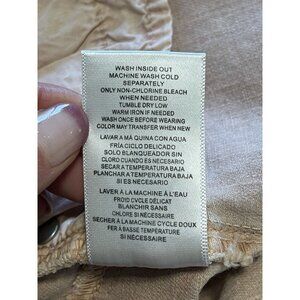 WASH INSIDE OUT
MACHINE WASH COLD
SEPARATELY
ONLY NON-CHLORINE BLEACH
WHEN NEEDED
TUMBLE DRY LOW
WARM IRON IF NEEDED
WASH ONCE BEFORE WEARING
COLOR MAY TRANSFER WHEN NEW
LAVAR A MÁQUINA CON AGUA
FRÍA CICLO DELICADO
SOLO BLANQUEADOR SIN
CLORO CUANDO ES NECESARIO
SECAR A TEMPERATURA BAJA
PLANCHAR A TEMPERATURA BAJA
SI ES NECESARIO
LAVER À LA MACHINE À L'EAU
FROID CYCLE DÉLICAT
BLANCHIR SANS
CHLORE SI NÉCESSAIRE
SÉCHER À LA MACHINE CYCLE DOUX
FER À BASSE TEMPÉRATURE
SI NÉCESSAIRE